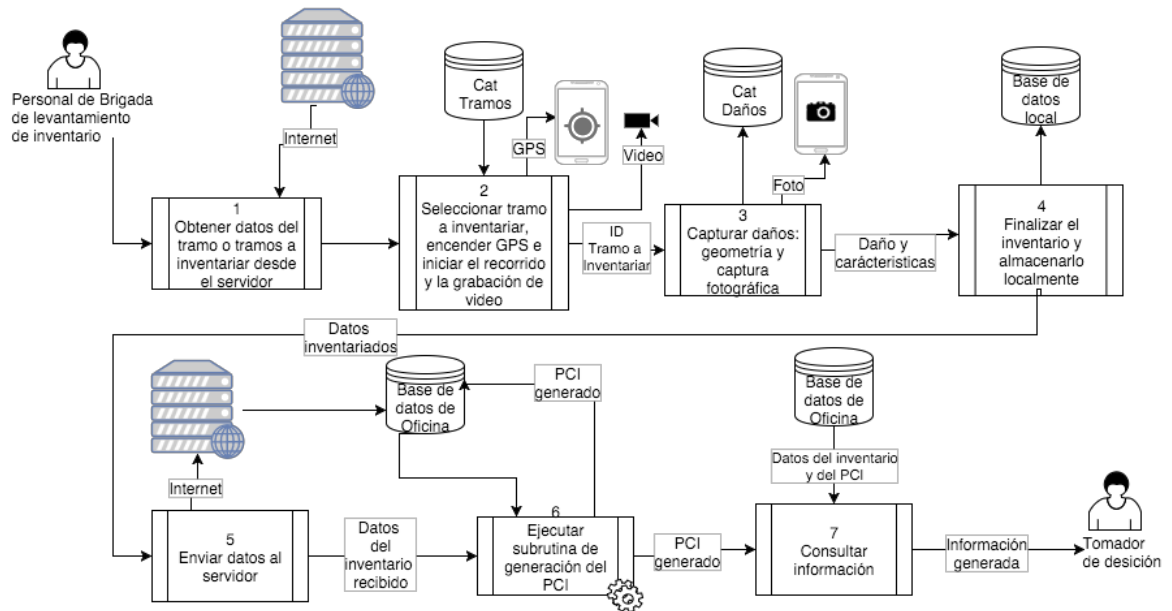 Personal de Brigada
de levantamiento
de inventario
Internet
Cat
Tramos
GPS
Video
Cat
Daños
Foto
Base de
datos
local
1
Obtener datos del
tramo o tramos a
inventariar desde
el servidor
2
Seleccionar tramo
a inventariar,
encender GPS e
iniciar el recorrido
y la grabación de
video
ID
Tramo a
Inventariar
3
Capturar daños:
geometría y
captura
fotográfica
Daño y
carácteristicas
4
Finalizar el
inventario y
almacenarlo
localmente
Datos
inventariados
Internet
Base de
datos de
Oficina
PCI
generado
Base de
datos de
Oficina
Datos del inventario
y del PCI
5
Enviar datos al
servidor
Datos
del
inventario
recibido
6
Ejecutar
subrutina de
generación del
PCI
PCI
generado
7
Consultar
información
Información
generada
Tomador
de desición